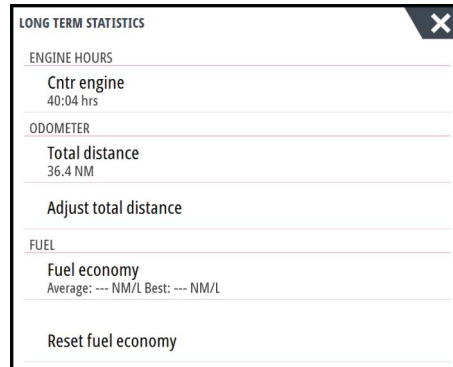 LONG TERM STATISTICS
ENGINE HOURS
Cntr engine
40:04 hrs
ODOMETER
Total distance
36.4 NM
Adjust total distance
FUEL
Fuel economy
Average: --- NM/L Best: --- NM/L
Reset fuel economy